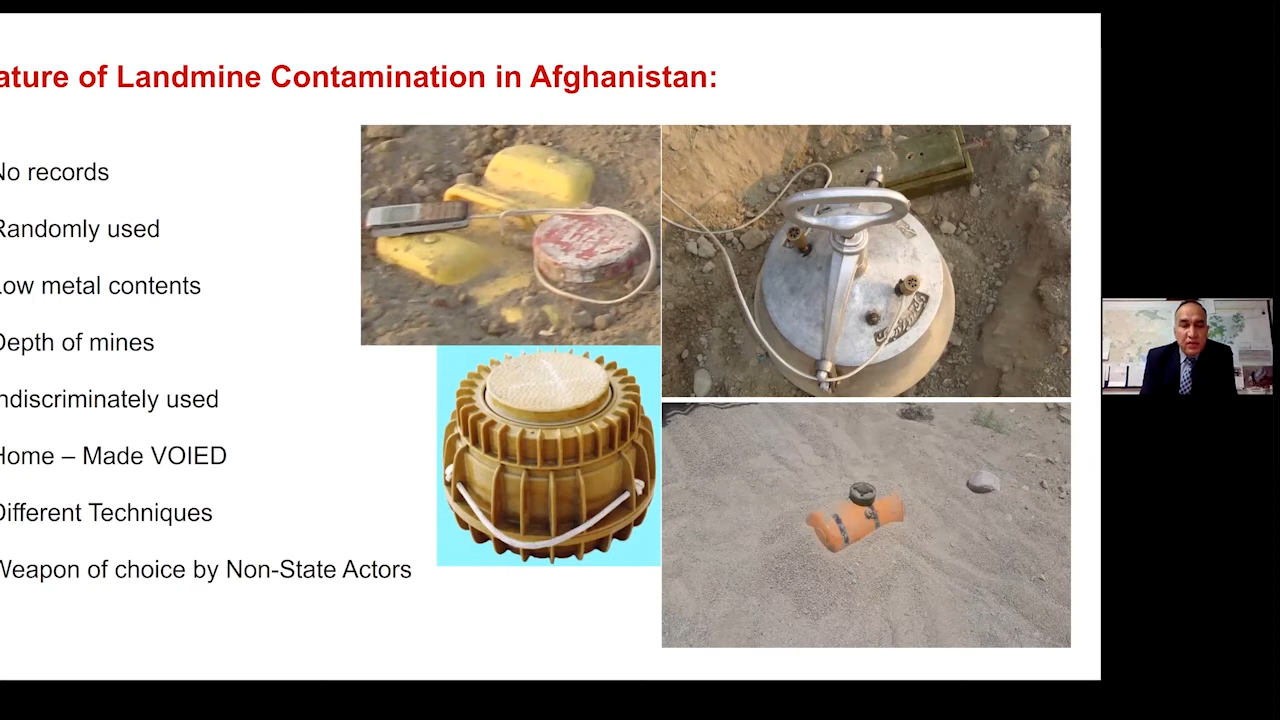 ature of Landmine Contamination in Afghanistan:
No records
Randomly used
Low metal contents
Depth of mines
ndiscriminately used
Home – Made VOIED
Different Techniques
Weapon of choice by Non-State Actors